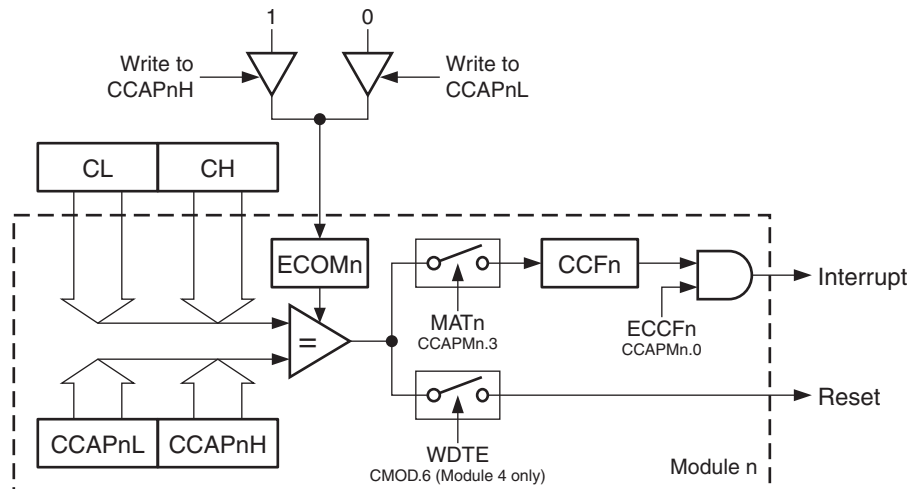 1 0
Write to
CCAPnH
Write to
CCAPnL
CL CH
ECOMn
CCFn
Interrupt
MATn
CCAPMn.3
ECCFn
CCAPMn.0
=
Reset
CCAPnL CCAPnH
WDTE
CMOD.6 (Module 4 only)
Module n